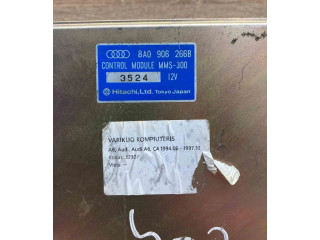 8A0 906 266B
CONTROL MODULE MMS-300
3524 12V
Hitachi, Ltd. Tokyo Japan
VARIKLIO KOMPIUTERIS
A6, Audi, Audi A6, C4 1994.06 - 1997.10